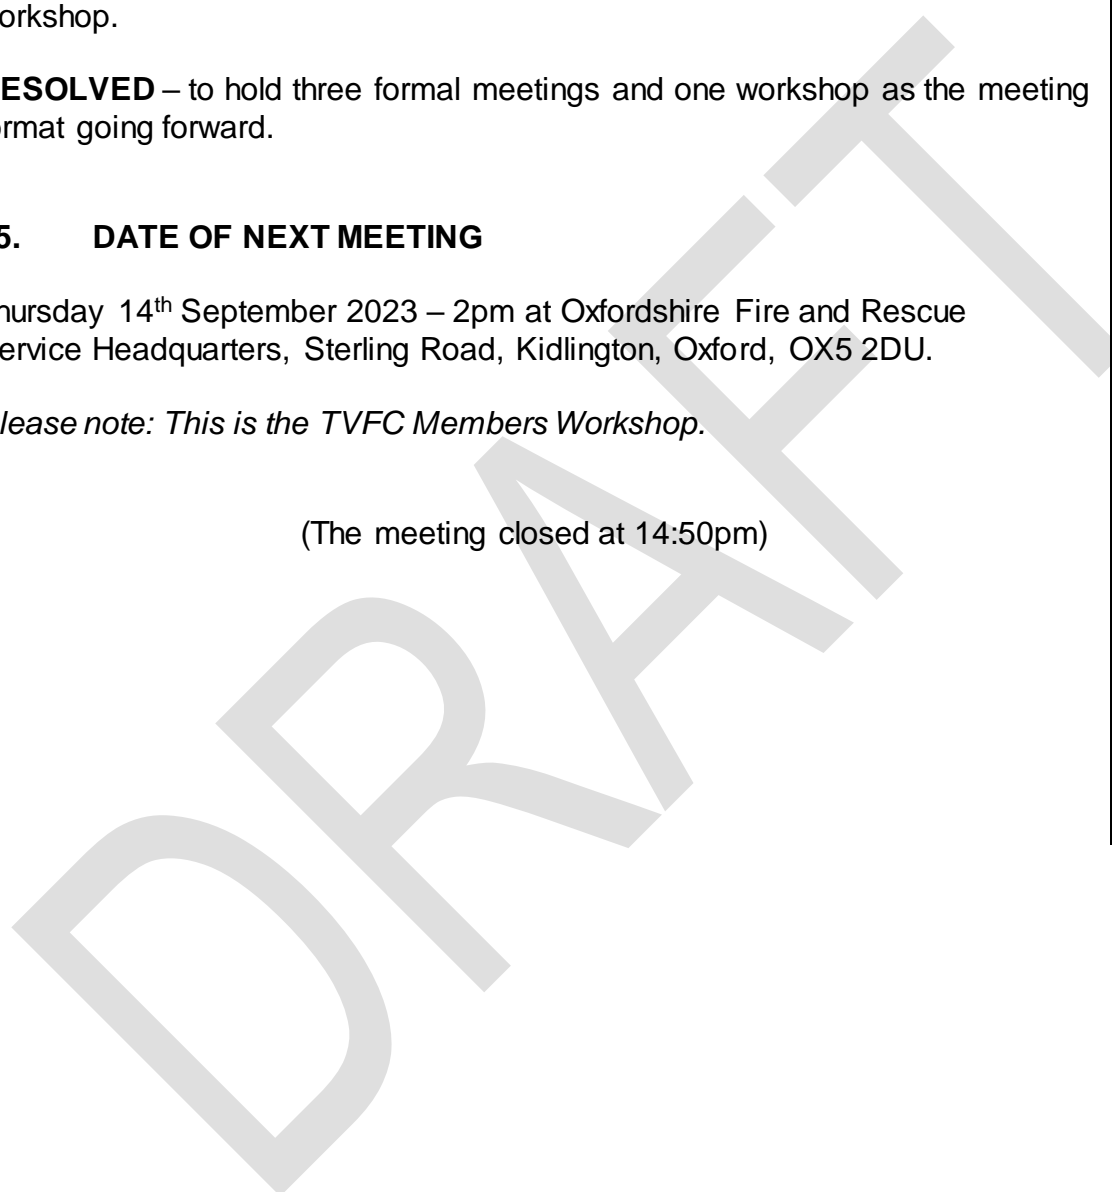 orkshop.
ESOLVED – to hold three formal meetings and one workshop as the meeting
ormat going forward.
5. DATE OF NEXT MEETING
hursday 14th September 2023 – 2pm at Oxfordshire Fire and Rescue
ervice Headquarters, Sterling Road, Kidlington, Oxford, OX5 2DU.
lease note: This is the TVFC Members Workshop.
(The meeting closed at 14:50pm)
DRAFT